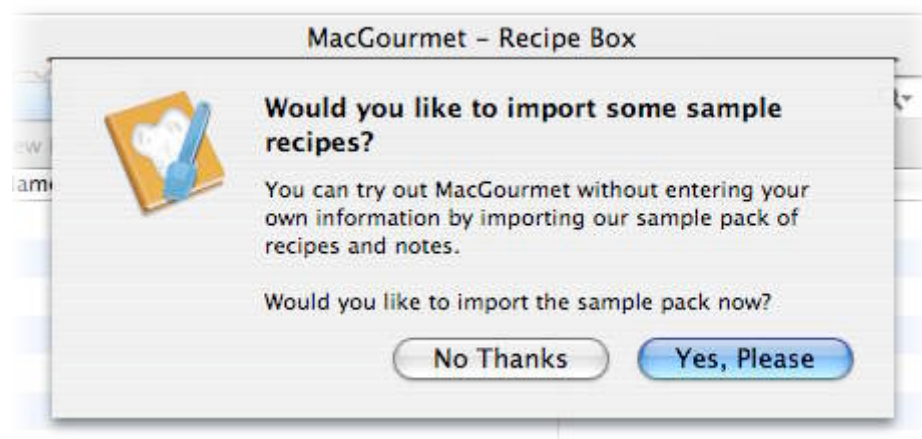 MacGourmet – Recipe Box
Would you like to import some sample
recipes?
You can try out MacGourmet without entering your
own information by importing our sample pack of
recipes and notes.
Would you like to import the sample pack now?
No Thanks
Yes, Please